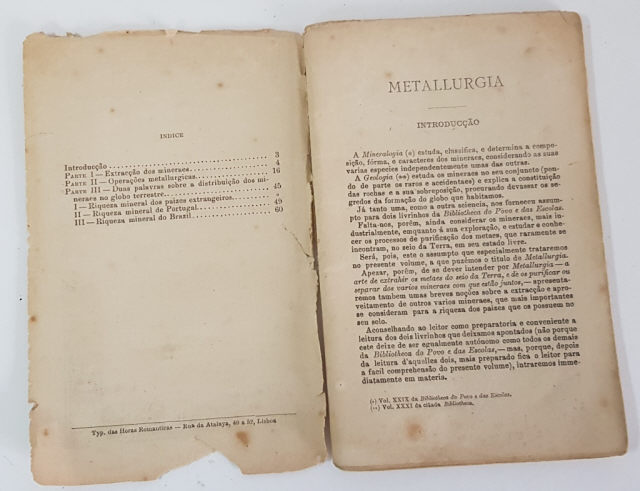 INDICE
Introducção 3
PARTE I — Extracção dos mineraes 4
PARTE II — Operações metallurgicas 16
PARTE III — Duas palavras sobre a distribuição dos mi-
neraes no globo terrestre 45
I — Riqueza mineral dos paizes extrangeiros »
II — Riqueza mineral de Portugal 49
III — Riqueza mineral do Brazil 60
Typ. das Horas Romanticas — Rua da Atalaya, 40 a 52, Lisboa
METALLURGIA
INTRODUCÇÃO
A Mineralogia (*) estuda, classifica, e determina a compo-
sição, fórma, e caracteres dos mineraes, considerando as suas
varias especies independentemente umas das outras.
A Geologia (**) estuda os mineraes no seu conjuncto (pon-
do de parte os raros e accidentaes) e explica a constituição
das rochas e a sua sobreposição, procurando devassar os se-
gredos da formação do globo que habitamos.
Já tanto uma, como a outra sciencia, nos forneceu assum-
pto para dois livrinhos da Bibliotheca do Povo e das Escolas.
Falta-nos, porém, ainda considerar os mineraes, mais in-
dustrialmente, emquanto á sua exploração, e estudar e conhe-
cer os processos de purificação dos metaes, que raramente se
incontram, no seio da Terra, em seu estado livre.
Será, pois, este o assumpto que especialmente trataremos
no presente volume, a que puzémos o titulo de Metallurgia.
Apezar, porém, de se dever intender por Metallurgia — a
arte de extrahir os metaes do seio da Terra, e de os purificar ou
separar dos varios mineraes com que estão juntos, — apresenta-
remos tambem umas breves noções sobre a extracção e apro-
veitamento de outros varios mineraes, que mais importantes
se consideram para a riqueza dos paizes que os possuem no
seu solo.
Aconselhando ao leitor como preparatoria e conveniente a
leitura dos dois livrinhos que deixamos apontados (não porque
este deixe de ser egualmente autónomo como todos os demais
da Bibliotheca do Povo e das Escolas, — mas, porque, depois
da leitura d'aquelles dois, mais preparado fica o leitor para
a facil comprehensão do presente volume), intraremos imme-
diatamente em materia.
(*) Vol. XXIX da Bibliotheca do Povo e das Escolas.
(**) Vol. XXXI da citada Bibliotheca.